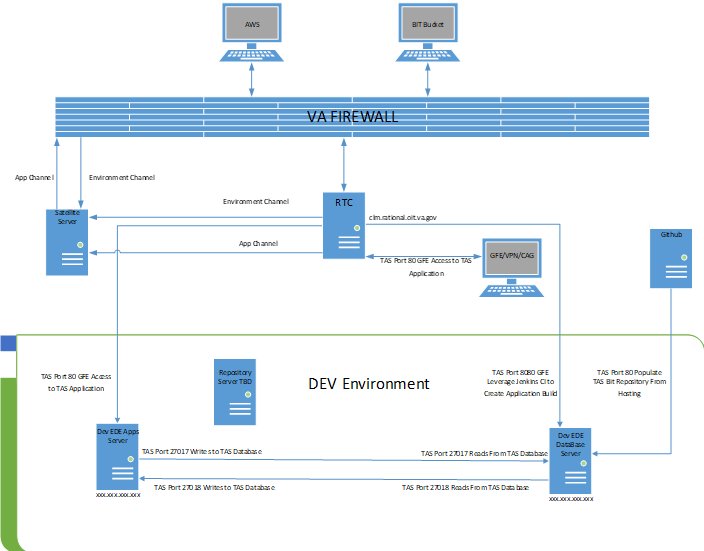 AWS
BIT Bucket
VA FIREWALL
App Channel
Environment Channel
Satellite
Server
Environment Channel
RTC
clm.rational.oit.va.gov
Github
App Channel
GFE/VPN/CAG
TAS Port 80 GFE Access to TAS
Application
TAS Port 80 GFE Access
to TAS Application
Repository
Server TBD
DEV Environment
TAS Port 8080 GFE
Leverage Jenkins CI to
Create Application Build
TAS Port 80 Populate
TAS Bit Repository From
Hosting
Dev EDE Apps
Server
Dev EDE
DataBase
Server
TAS Port 27017 Writes to TAS Database
TAS Port 27017 Reads From TAS Database
TAS Port 27018 Writes to TAS Database
TAS Port 27018 Reads From TAS Database
xxx.xxx.xxx.xxx
xxx.xxx.xxx.xxx